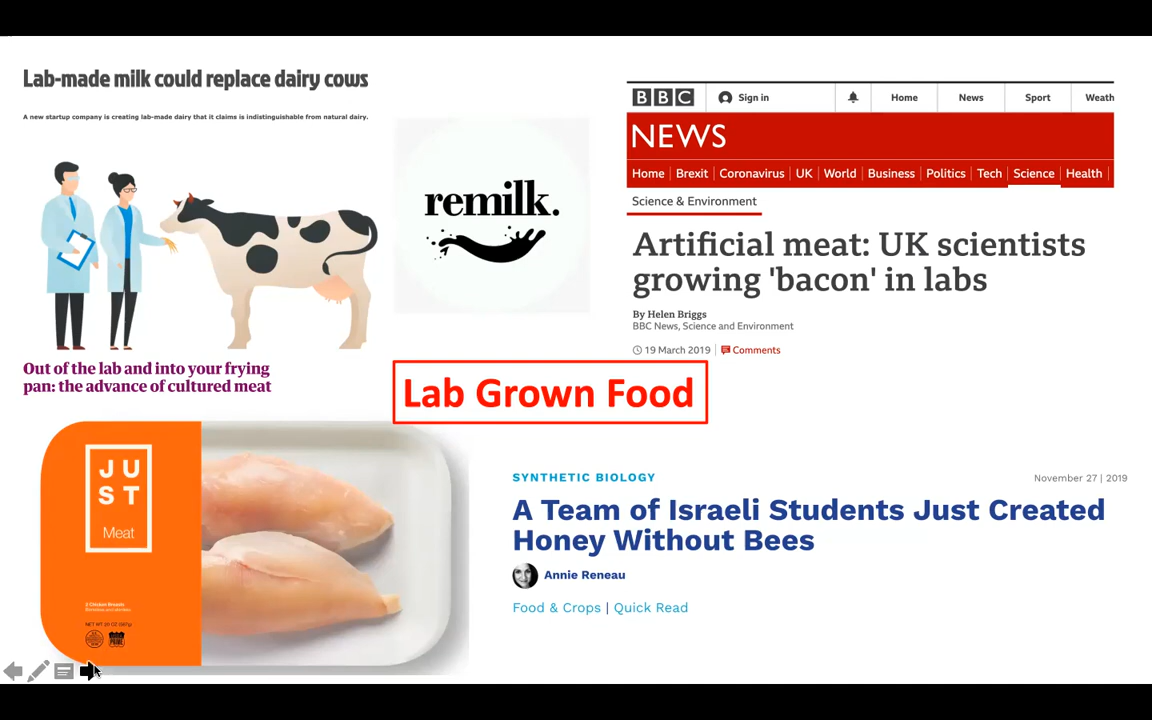 Lab-made milk could replace dairy cows
A new startup company is creating lab-made dairy that it claims is indistinguishable from natural dairy.
remilk.
BBC
Sign in
Home
News
Sport
Weath
NEWS
Home
Brexit
Coronavirus
UK
World
Business
Politics
Tech
Science
Health
Science & Environment
Artificial meat: UK scientists
growing 'bacon' in labs
By Helen Briggs
BBC News, Science and Environment
19 March 2019
Comments
Out of the lab and into your frying
pan: the advance of cultured meat
Lab Grown Food
JU
ST
Meat
2 Chicken Breasts
SYNTHETIC BIOLOGY
November 27 | 2019
A Team of Israeli Students Just Created
Honey Without Bees
Annie Reneau
Food & Crops | Quick Read